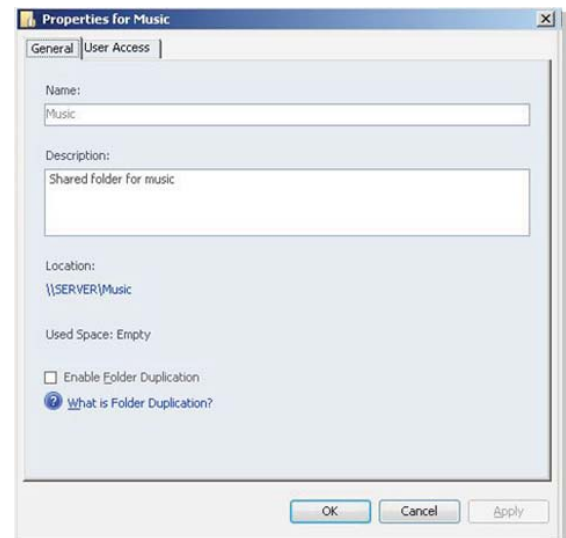 Properties for Music
General User Access
Name:
Music
Description:
Shared folder for music
Location:
\\SERVER\Music
Used Space: Empty
Enable Folder Duplication
What is Folder Duplication?
OK Cancel Apply